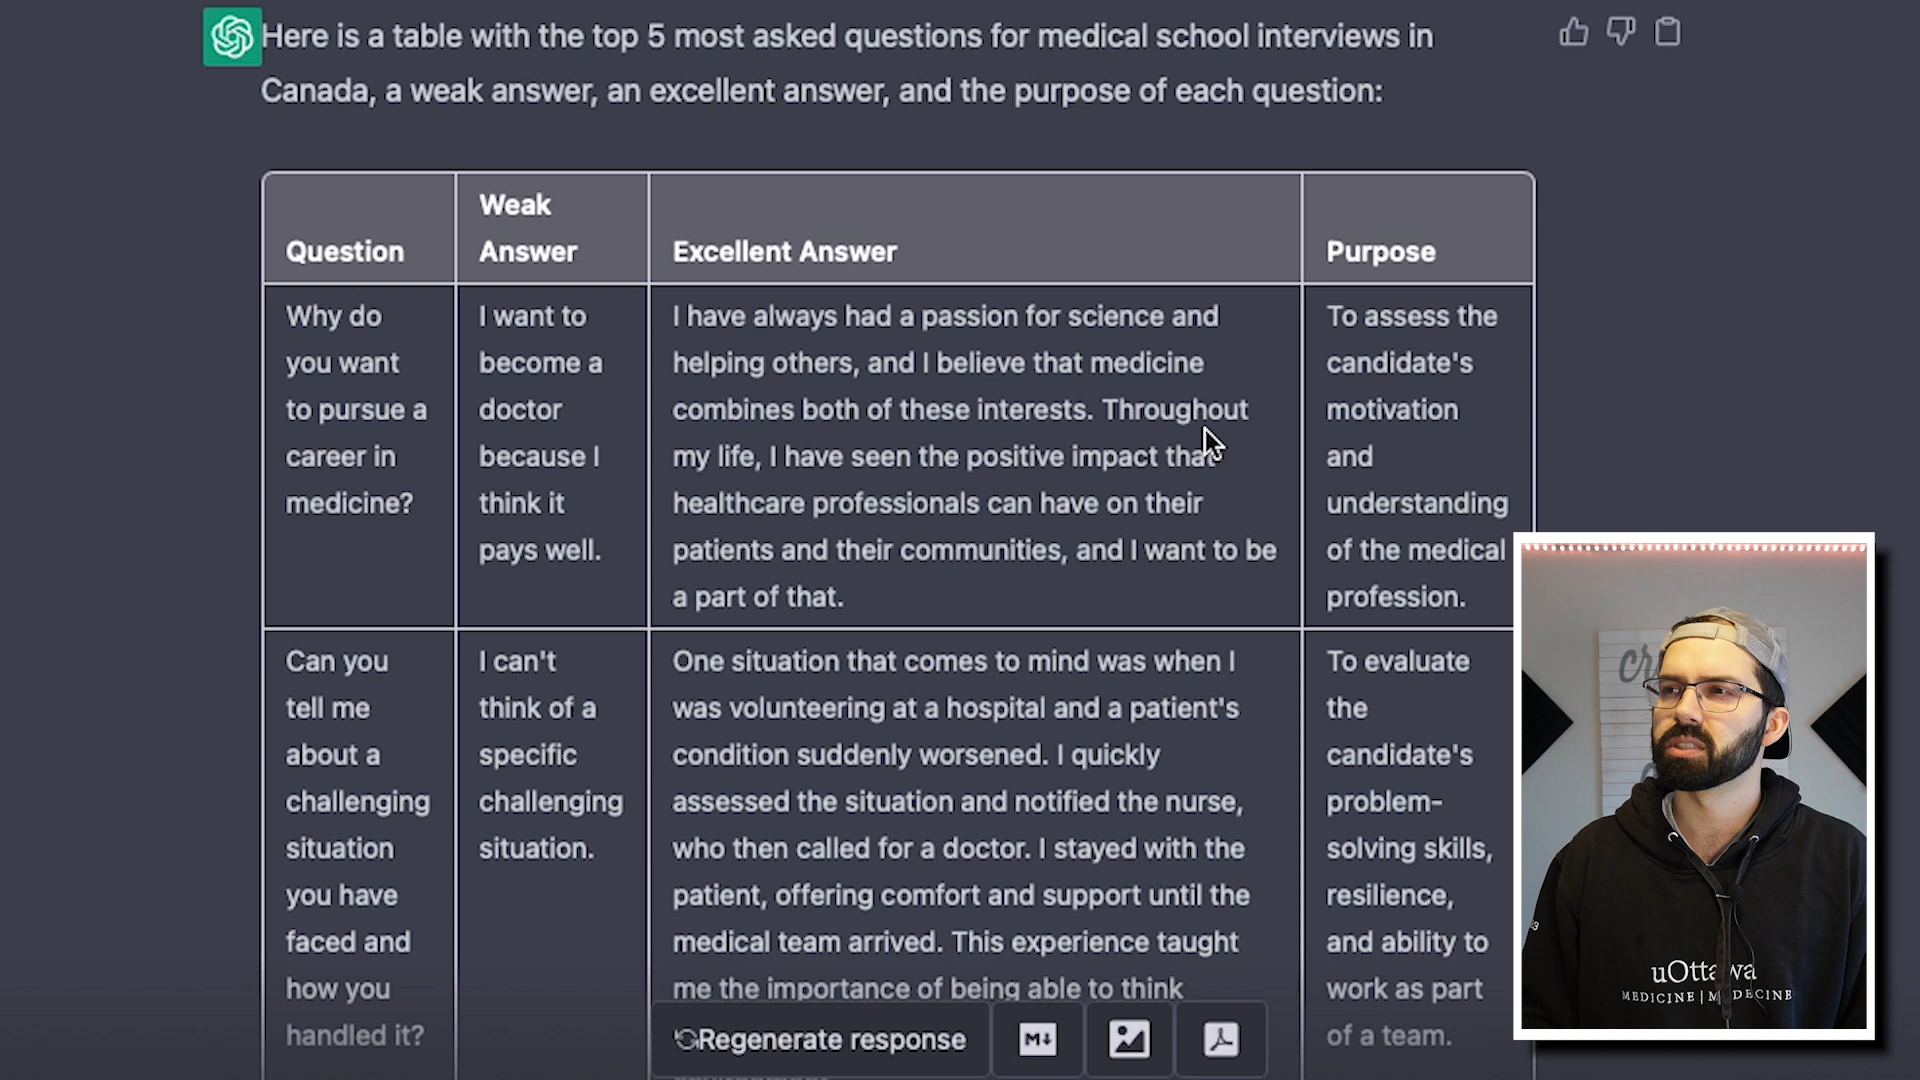 Here is a table with the top 5 most asked questions for medical school interviews in
Canada, a weak answer, an excellent answer, and the purpose of each question:
Question
Weak
Answer
Excellent Answer
Purpose
Why do
you want
to pursue a
career in
medicine?
I want to
become a
doctor
because I
think it
pays well.
I have always had a passion for science and
helping others, and I believe that medicine
combines both of these interests. Throughout
my life, I have seen the positive impact that
healthcare professionals can have on their
patients and their communities, and I want to be
a part of that.
To assess the
candidate's
motivation
and
understanding
of the medical
profession.
Can you
tell me
about a
challenging
situation
you have
faced and
how you
handled it?
I can't
think of a
specific
challenging
situation.
One situation that comes to mind was when I
was volunteering at a hospital and a patient's
condition suddenly worsened. I quickly
assessed the situation and notified the nurse,
who then called for a doctor. I stayed with the
patient, offering comfort and support until the
medical team arrived. This experience taught
me the importance of being able to think
To evaluate
the
candidate's
problem-
solving skills,
resilience,
and ability to
work as part
of a team.
Regenerate response
M↓
uOttawa
MEDICINE | MÉDECINE